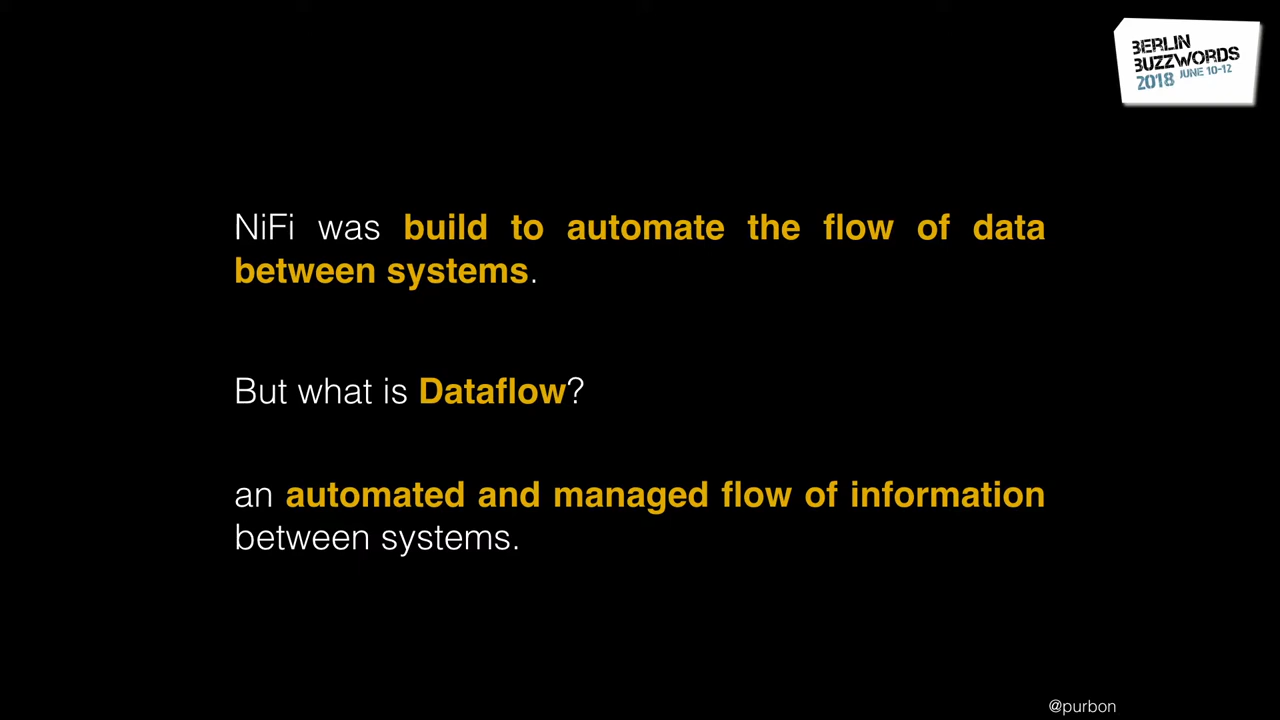 BERLIN
BUZZWORDS
2018 JUNE 10-12
NiFi was build to automate the flow of data
between systems.
But what is Dataflow?
an automated and managed flow of information
between systems.
@purbon